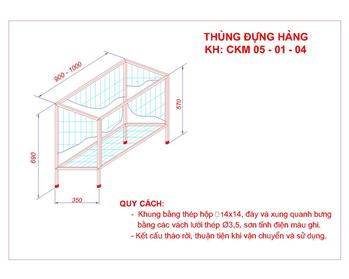 THÙNG ĐỰNG HÀNG
KH: CKM 05 - 01 - 04
900 - 1000
570
690
350
QUY CÁCH:
- Khung bằng thép hộp □14x14, đáy và xung quanh bưng
bằng các vách lưới thép Ø3,5, sơn tĩnh điện màu ghi.
- Kết cấu tháo rời, thuận tiện khi vận chuyển và sử dụng.